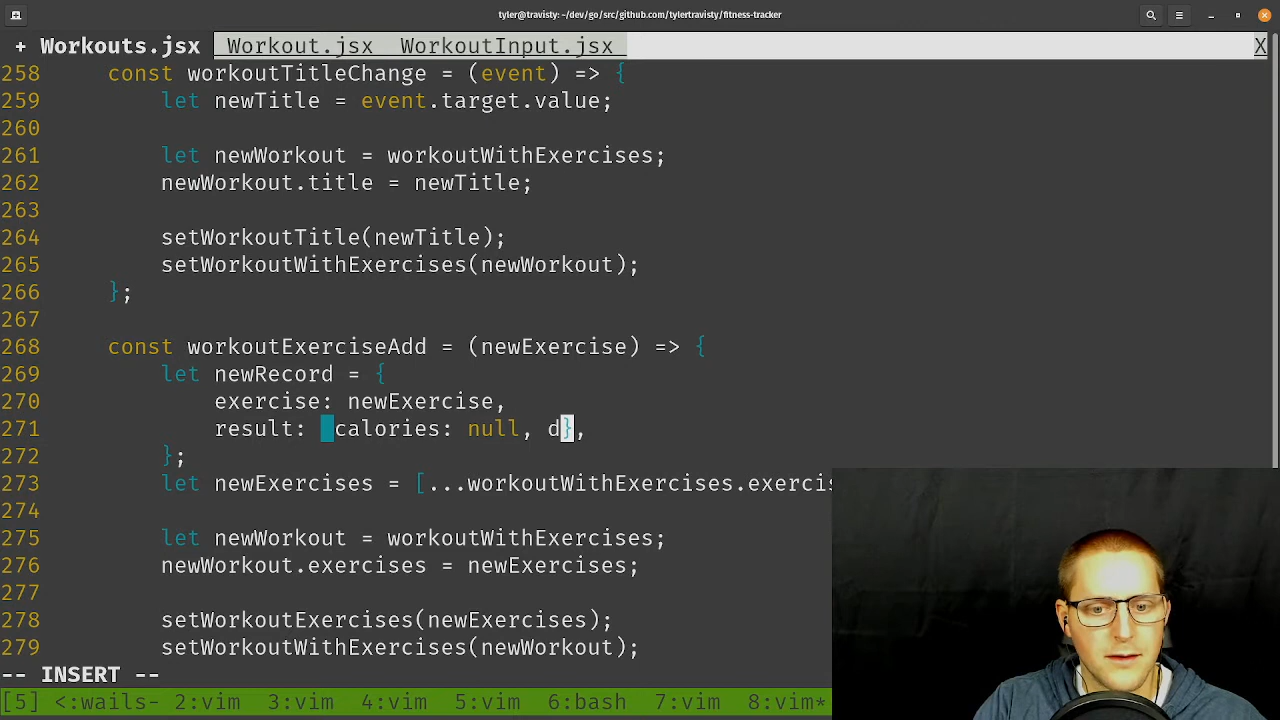 tyler@travisty: ~/dev/go/src/github.com/tylertravisty/fitness-tracker
+ Workouts.jsx Workout.jsx WorkoutInput.jsx X
258 const workoutTitleChange = (event) => {
259 let newTitle = event.target.value;
260
261 let newWorkout = workoutWithExercises;
262 newWorkout.title = newTitle;
263
264 setWorkoutTitle(newTitle);
265 setWorkoutWithExercises(newWorkout);
266 };
267
268 const workoutExerciseAdd = (newExercise) => {
269 let newRecord = {
270 exercise: newExercise,
271 result: {calories: null, d},
272 };
273 let newExercises = [...workoutWithExercises.exercis
274
275 let newWorkout = workoutWithExercises;
276 newWorkout.exercises = newExercises;
277
278 setWorkoutExercises(newExercises);
279 setWorkoutWithExercises(newWorkout);
-- INSERT --
[5] <:wails- 2:vim 3:vim 4:vim 5:vim 6:bash 7:vim 8:vim*